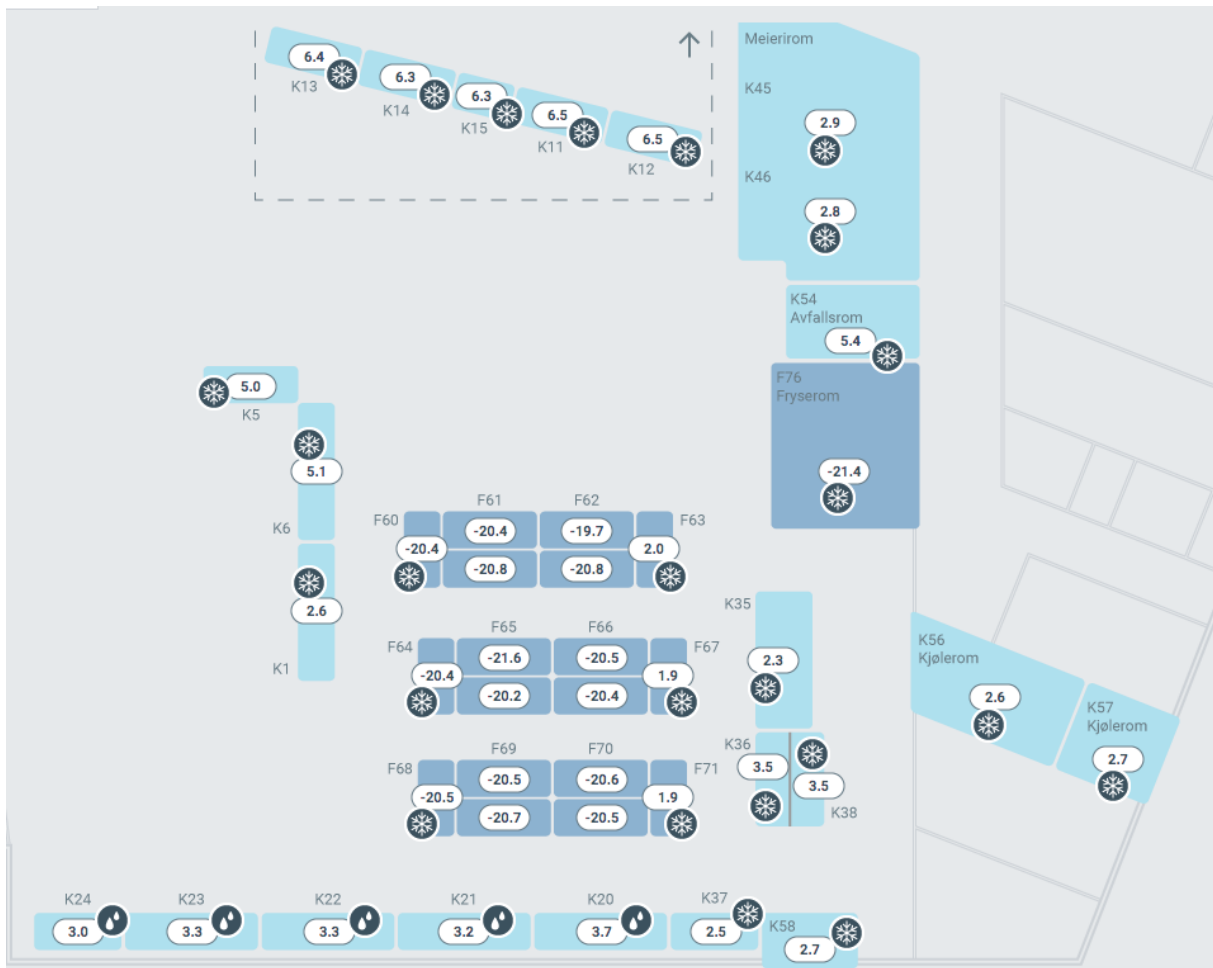 Meierirom
6.4
K13
6.3
K14
6.3
K15
6.5
K11
6.5
K12
K45
2.9
K46
2.8
K54
Avfallsrom
5.4
F76
Fryserom
-21.4
5.0
K5
5.1
K6
2.6
K1
F60
F61
F62
F63
-20.4
-20.4
-19.7
2.0
-20.8
-20.8
F64
F65
F66
F67
-20.4
-21.6
-20.5
1.9
-20.2
-20.4
F68
F69
F70
F71
-20.5
-20.5
-20.6
1.9
-20.7
-20.5
K35
2.3
K36
3.5
3.5
K38
K56
Kjølerom
2.6
K57
Kjølerom
2.7
K24
K23
K22
K21
K20
K37
K58
3.0
3.3
3.3
3.2
3.7
2.5
2.7